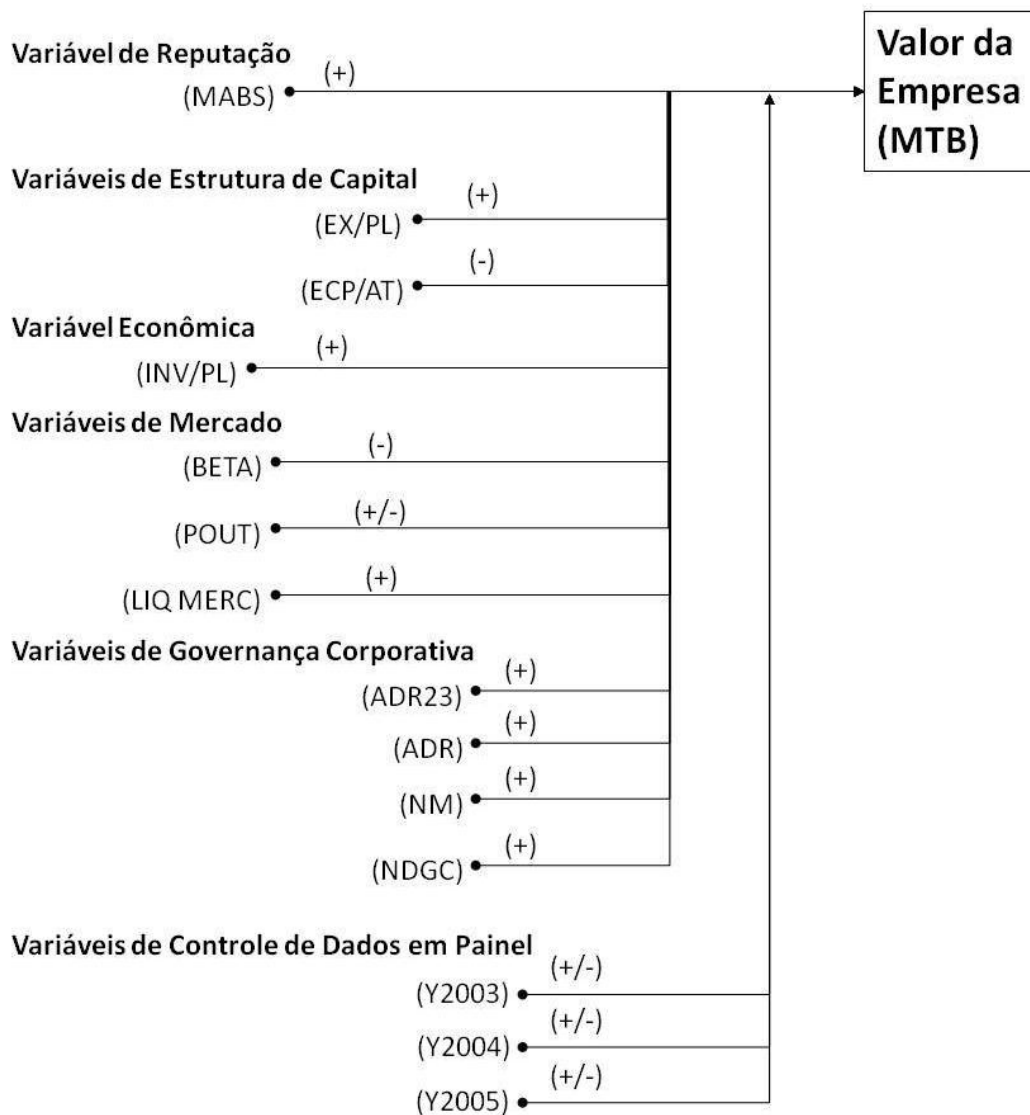 Variável de Reputação
(MABS)
(+)
Valor da
Empresa
(MTB)
Variáveis de Estrutura de Capital
(EX/PL)
(+)
(ECP/AT)
(-)
Variável Econômica
(INV/PL)
(+)
Variáveis de Mercado
(BETA)
(-)
(POUT)
(+/-)
(LIQ MERC)
(+)
Variáveis de Governança Corporativa
(ADR23)
(+)
(ADR)
(+)
(NM)
(+)
(NDGC)
(+)
Variáveis de Controle de Dados em Painel
(Y2003)
(+/-)
(Y2004)
(+/-)
(Y2005)
(+/-)